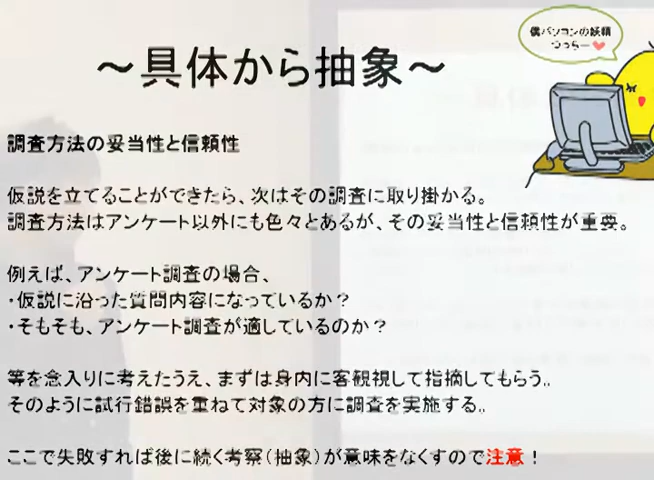 僕パソコンの妖精
つっちー❤
～具体から抽象～
調査方法の妥当性と信頼性
仮説を立てることができたら、次はその調査に取り掛かる。
調査方法はアンケート以外にも色々とあるが、その妥当性と信頼性が重要。
例えば、アンケート調査の場合、
・仮説に沿った質問内容になっているか？
・そもそも、アンケート調査が適しているのか？
等を念入りに考えたうえ、まずは身内に客観視して指摘してもらう。
そのように試行錯誤を重ねて対象の方に調査を実施する。
ここで失敗すれば後に続く考察（抽象）が意味をなくすので注意！